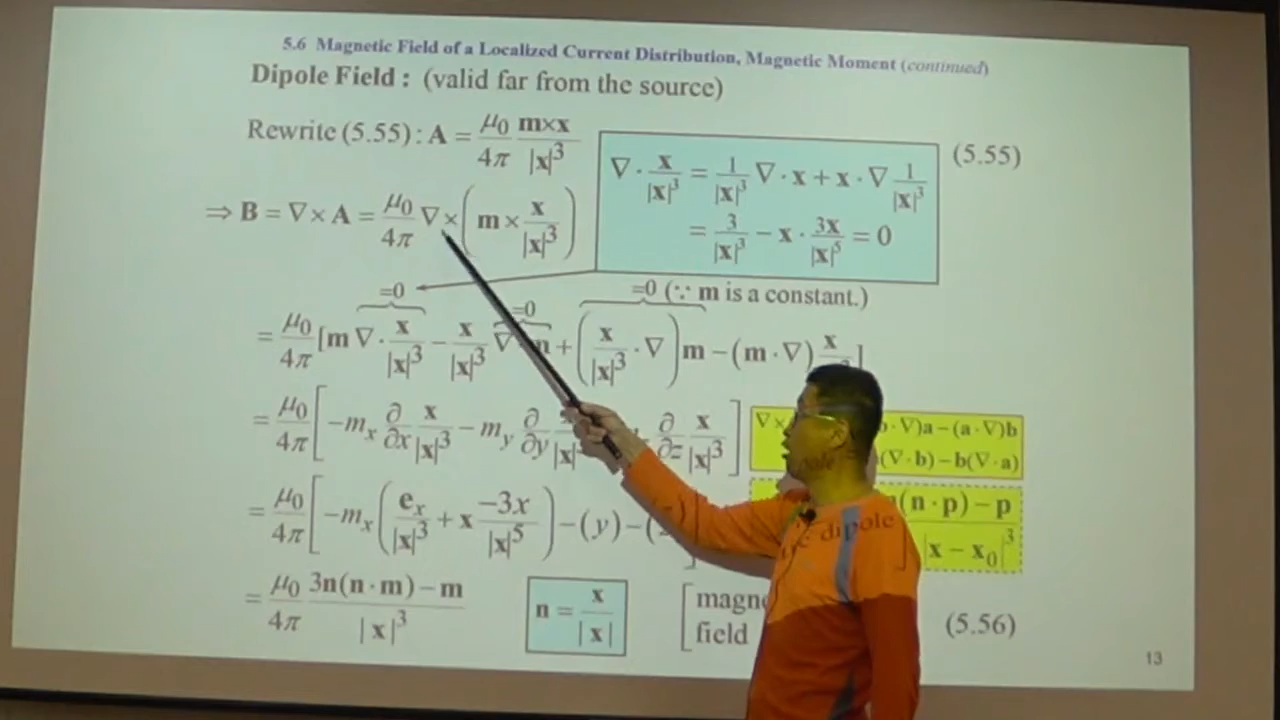 5.6 Magnetic Field of a Localized Current Distribution, Magnetic Moment (continued)
Dipole Field : (valid far from the source)
Rewrite (5.55) : A = μ₀/4π m×x/|x|³
(5.55)
∇· x/|x|³ = 1/|x|³ ∇·x + x·∇ 1/|x|³
= 3/|x|³ − x· 3x/|x|⁵ = 0
⇒ B = ∇× A = μ₀/4π ∇×( m × x/|x|³ )
=0
=0
=0 (∵ m is a constant.)
= μ₀/4π [m ∇· x/|x|³ − x/|x|³ ∇ + ( x/|x|³ ·∇ ) m − (m·∇) x ]
= μ₀/4π [ −mₓ ∂/∂x x/|x|³ − m_y ∂/∂y ∂/∂z x/|x|³ ]
∇× ·∇)a − (a·∇)b
(∇·b) − b(∇·a)
= μ₀/4π [ −mₓ ( eₓ/|x|³ + x −3x/|x|⁵ ) − (y) − ( ]
(n·p) − p
|x − x₀|³
dipole
= μ₀/4π 3n(n·m) − m / |x|³
n = x/|x|
field
(5.56)
13